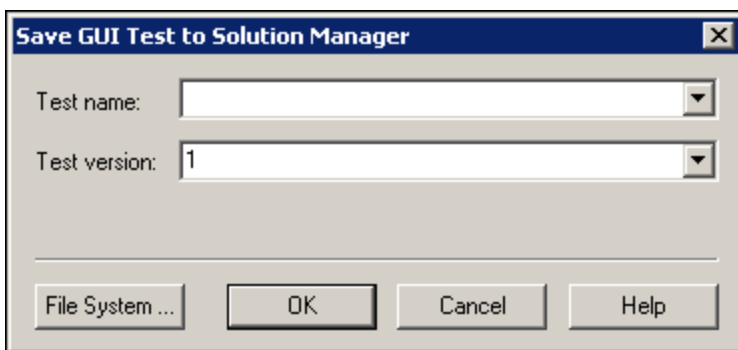 Save GUI Test to Solution Manager
Test name:
Test version: 1
File System ... OK Cancel Help